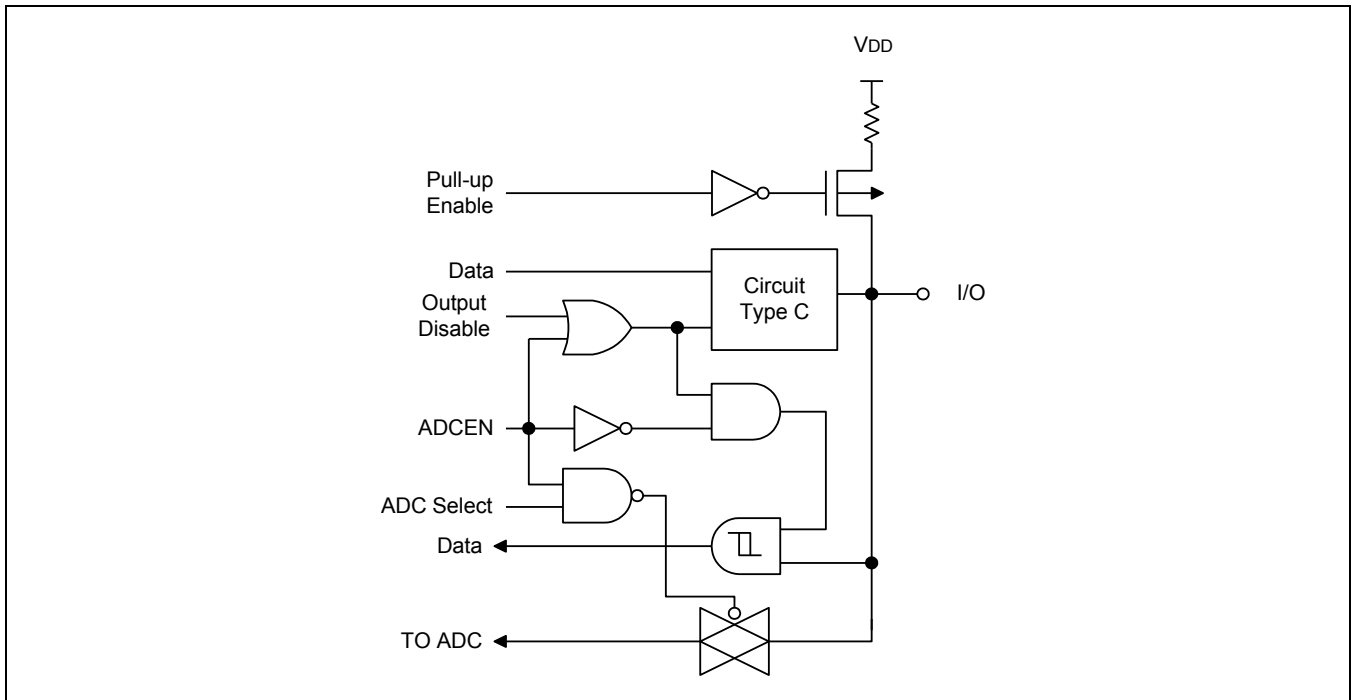 VDD
Pull-up
Enable
Data
Circuit
Type C
I/O
Output
Disable
ADCEN
ADC Select
Data
TO ADC